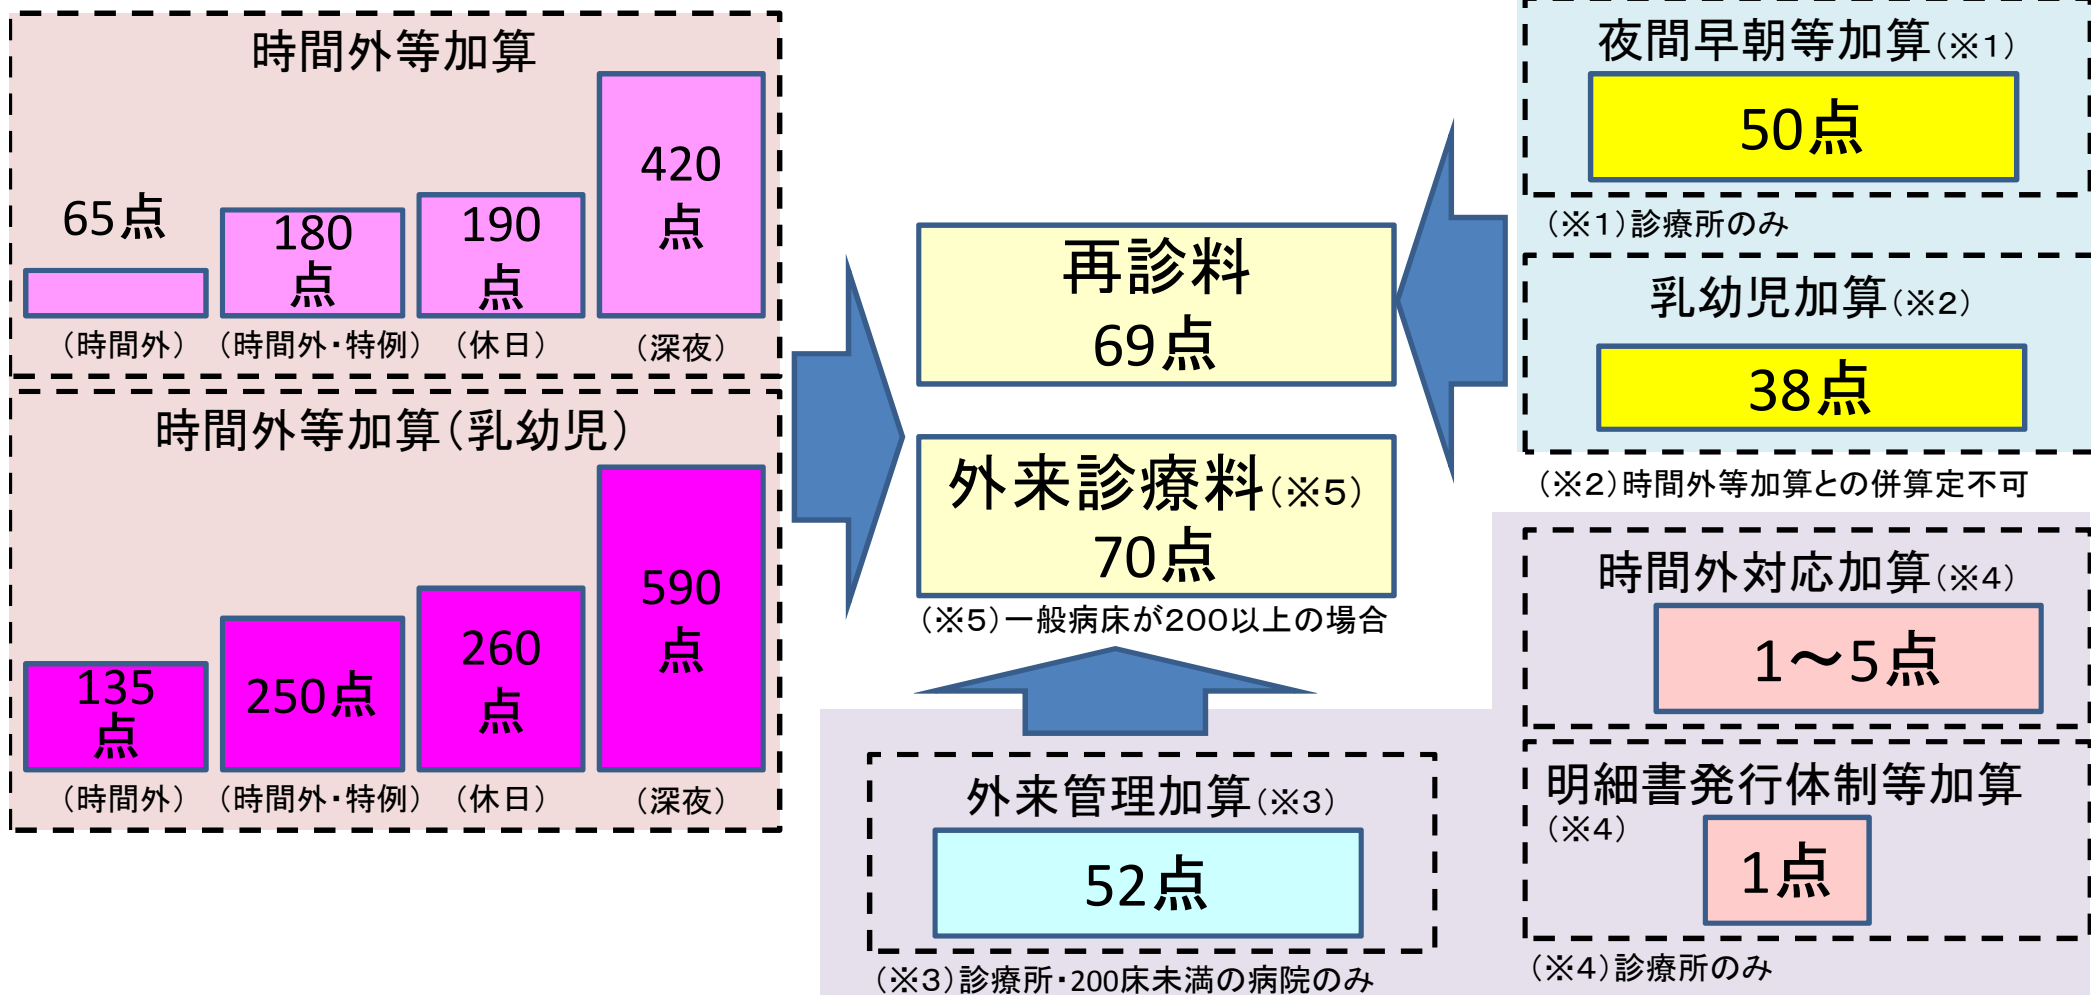 時間外等加算
65点
180
点
190
点
420
点
（時間外）
（時間外・特例）
（休日）
（深夜）
時間外等加算（乳幼児）
135
点
250点
260
点
590
点
（時間外）
（時間外・特例）
（休日）
（深夜）
再診料
69点
外来診療料（※5）
70点
（※5）一般病床が200以上の場合
外来管理加算（※3）
52点
（※3）診療所・200床未満の病院のみ
夜間早朝等加算（※1）
50点
（※1）診療所のみ
乳幼児加算（※2）
38点
（※2）時間外等加算との併算定不可
時間外対応加算（※4）
1～5点
明細書発行体制等加算
（※4）
1点
（※4）診療所のみ